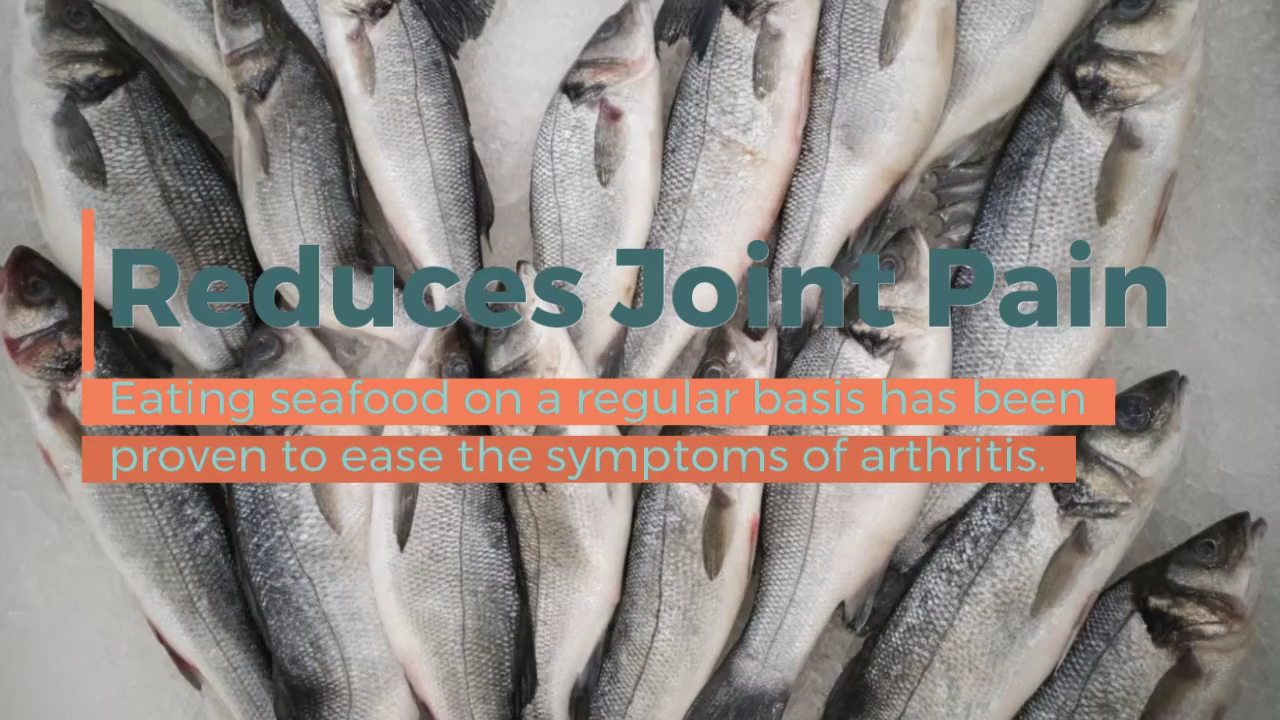 Reduces Joint Pain
Eating seafood on a regular basis has been
proven to ease the symptoms of arthritis.